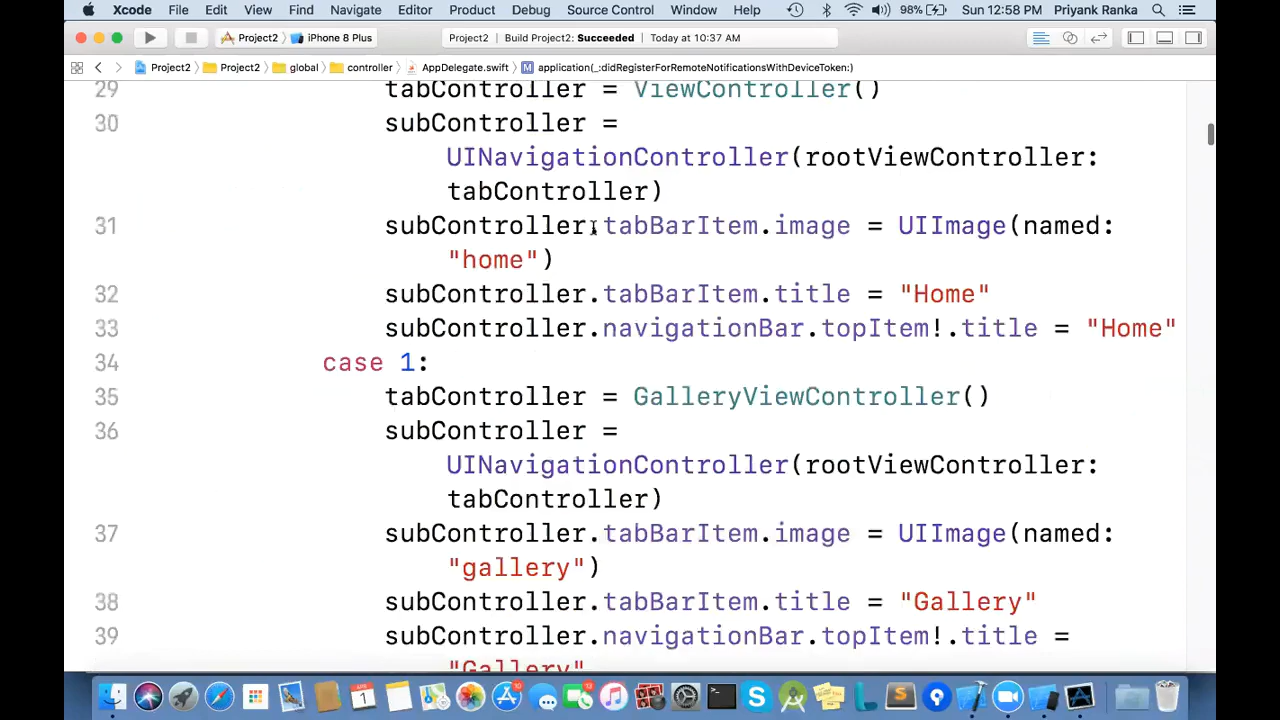 Xcode File Edit View Find Navigate Editor Product Debug Source Control Window Help 98% Sun 12:58 PM Priyank Ranka
Project2 iPhone 8 Plus Project2 Build Project2: Succeeded Today at 10:37 AM
Project2 Project2 global controller AppDelegate.swift M application(_:didRegisterForRemoteNotificationsWithDeviceToken:)
29 tabController = ViewController()
30 subController =
UINavigationController(rootViewController:
tabController)
31 subController.tabBarItem.image = UIImage(named:
"home")
32 subController.tabBarItem.title = "Home"
33 subController.navigationBar.topItem!.title = "Home"
34 case 1:
35 tabController = GalleryViewController()
36 subController =
UINavigationController(rootViewController:
tabController)
37 subController.tabBarItem.image = UIImage(named:
"gallery")
38 subController.tabBarItem.title = "Gallery"
39 subController.navigationBar.topItem!.title =
"Gallery"